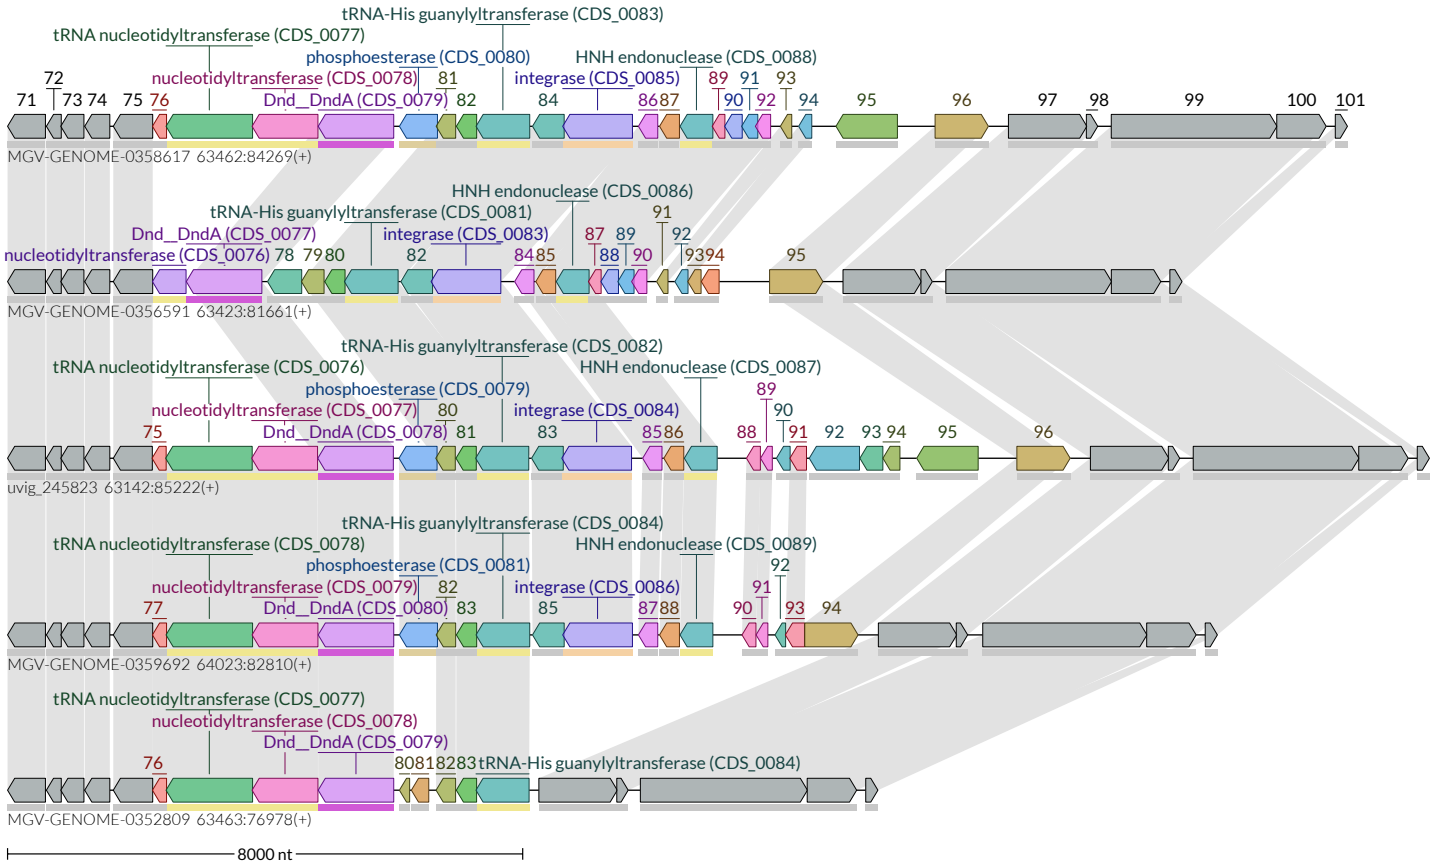 tRNA-His guanylyltransferase (CDS_0083)
tRNA nucleotidyltransferase (CDS_0077)
phosphoesterase (CDS_0080) HNH endonuclease (CDS_0088)
72 nucleotidyltransferase (CDS_0078) 81 integrase (CDS_0085) 89 91 93
71 73 74 75 76 Dnd__DndA (CDS_0079) 82 84 86 87 90 92 94 95 96 97 98 99 100 101
MGV-GENOME-0358617 63462:84269(+)
HNH endonuclease (CDS_0086)
tRNA-His guanylyltransferase (CDS_0081) 91
Dnd__DndA (CDS_0077) integrase (CDS_0083) 87 89 92
nucleotidyltransferase (CDS_0076) 78 79 80 82 84 85 88 90 93 94 95
MGV-GENOME-0356591 63423:81661(+)
tRNA-His guanylyltransferase (CDS_0082)
tRNA nucleotidyltransferase (CDS_0076) HNH endonuclease (CDS_0087)
phosphoesterase (CDS_0079) 89
nucleotidyltransferase (CDS_0077) 80 integrase (CDS_0084) 90
75 Dnd__DndA (CDS_0078) 81 83 85 86 88 91 92 93 94 95 96
uvig_245823 63142:85222(+)
tRNA-His guanylyltransferase (CDS_0084)
tRNA nucleotidyltransferase (CDS_0078) HNH endonuclease (CDS_0089)
phosphoesterase (CDS_0081) 92
nucleotidyltransferase (CDS_0079) 82 integrase (CDS_0086) 91
77 Dnd__DndA (CDS_0080) 83 85 87 88 90 93 94
MGV-GENOME-0359692 64023:82810(+)
tRNA nucleotidyltransferase (CDS_0077)
nucleotidyltransferase (CDS_0078)
Dnd__DndA (CDS_0079)
76 80 81 82 83 tRNA-His guanylyltransferase (CDS_0084)
MGV-GENOME-0352809 63463:76978(+)
8000 nt